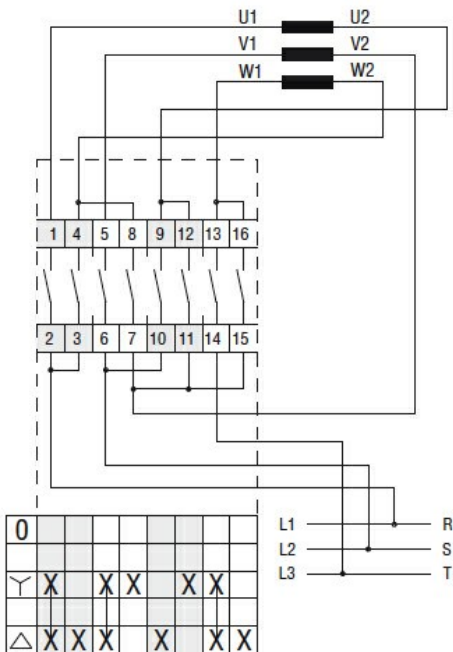 U1 U2
V1 V2
W1 W2
1 4 5 8 9 12 13 16
2 3 6 7 10 11 14 15
L1 R
L2 S
L3 T
0
Y X X X X X
△ X X X X X X